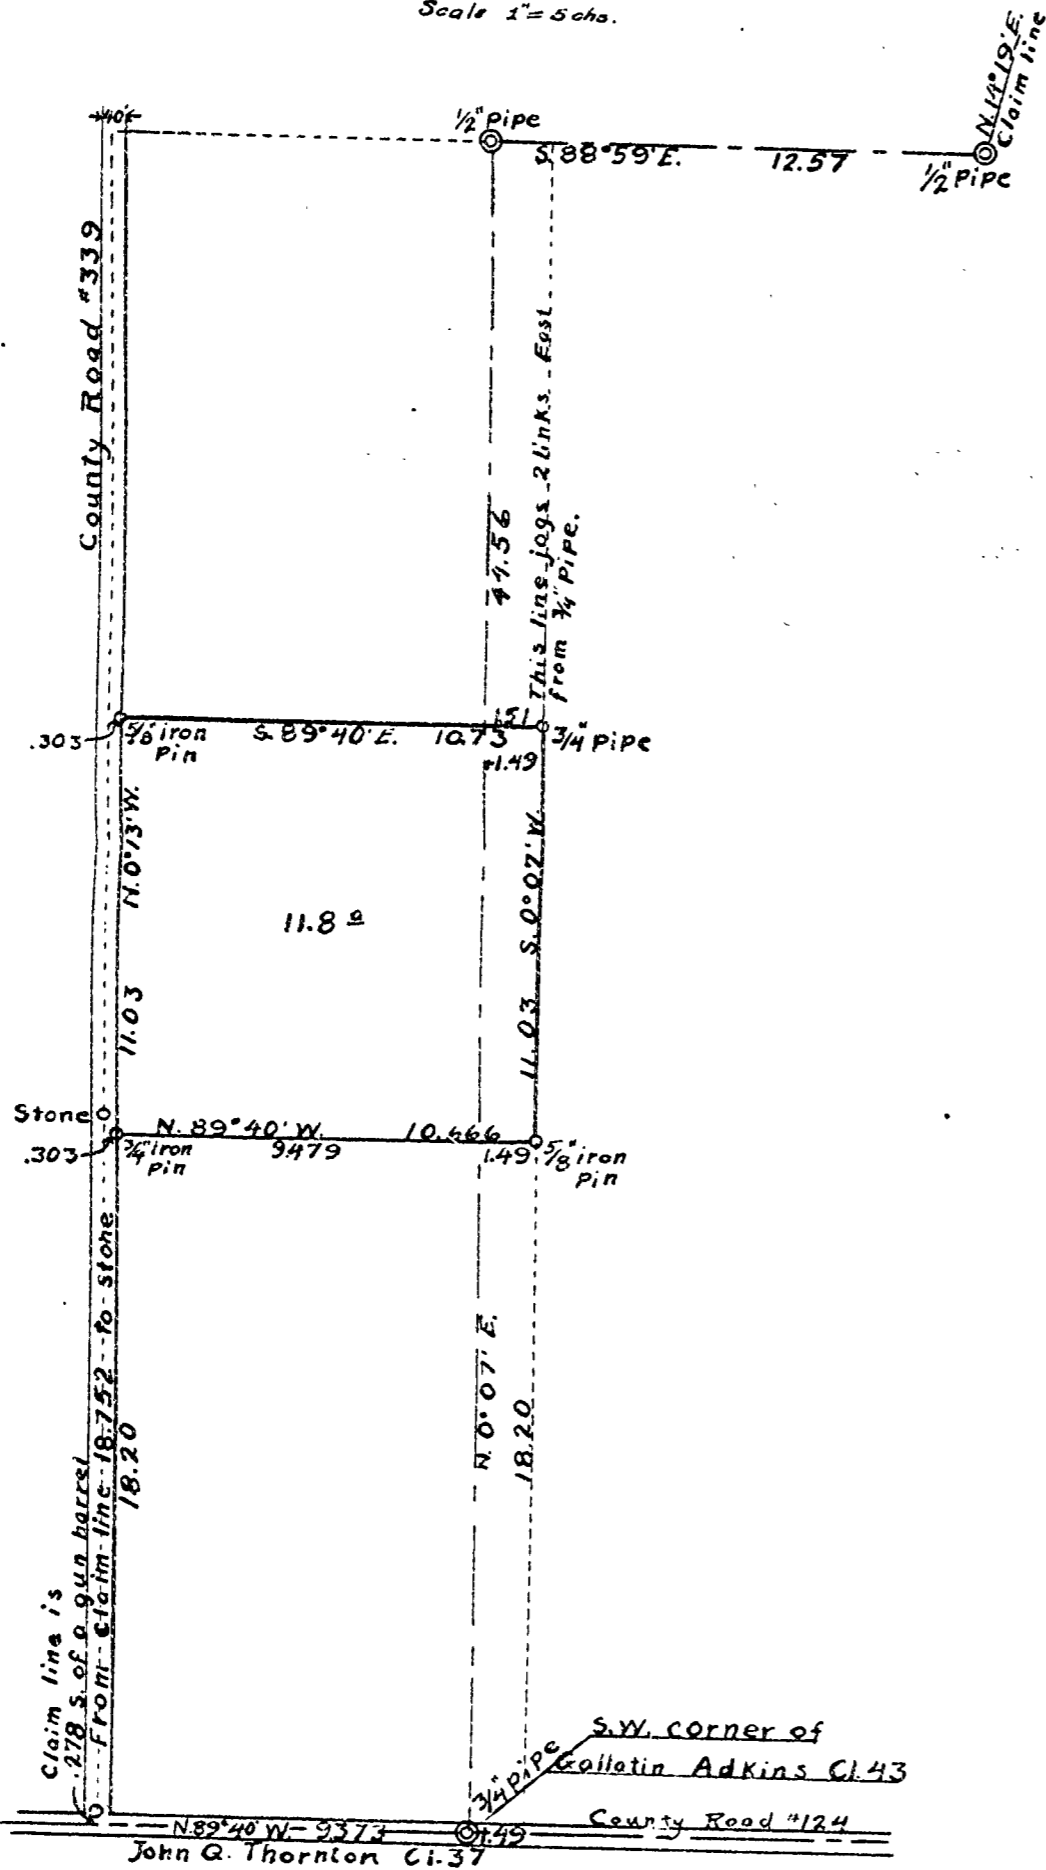 Scale 1"= 5 chs.
N. 14°19' E.
Claim line
40'
1/2" Pipe
S. 88°59' E. 12.57
1/2" Pipe
County Road #339
44.56
This line jogs 2 links East
from 3/4" Pipe.
.303
5/8" iron
Pin
S. 89°40' E. 10.73
1.51
3/4" Pipe
1.49
N. 0°13' W.
11.03
11.8 a
S. 0°07' W.
11.03
Stone
.303
3/4" iron
Pin
N. 89°40' W. 10.466
9.479
1.49
5/8" iron
Pin
From claim line 18.752 to stone
18.20
N. 0°07' E.
18.20
Claim line is
.278 S. of a gun barrel
3/4" Pipe
S.W. corner of
Gallatin Adkins Cl. 43
County Road #124
N. 89°40' W. 9.373
1.49
John Q. Thornton Cl. 37